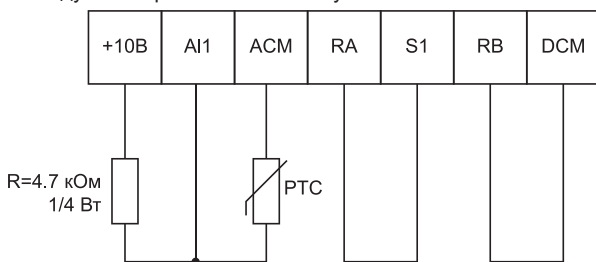 +10В AI1 ACM RA S1 RB DCM
R=4.7 кОм
1/4 Вт
PTC